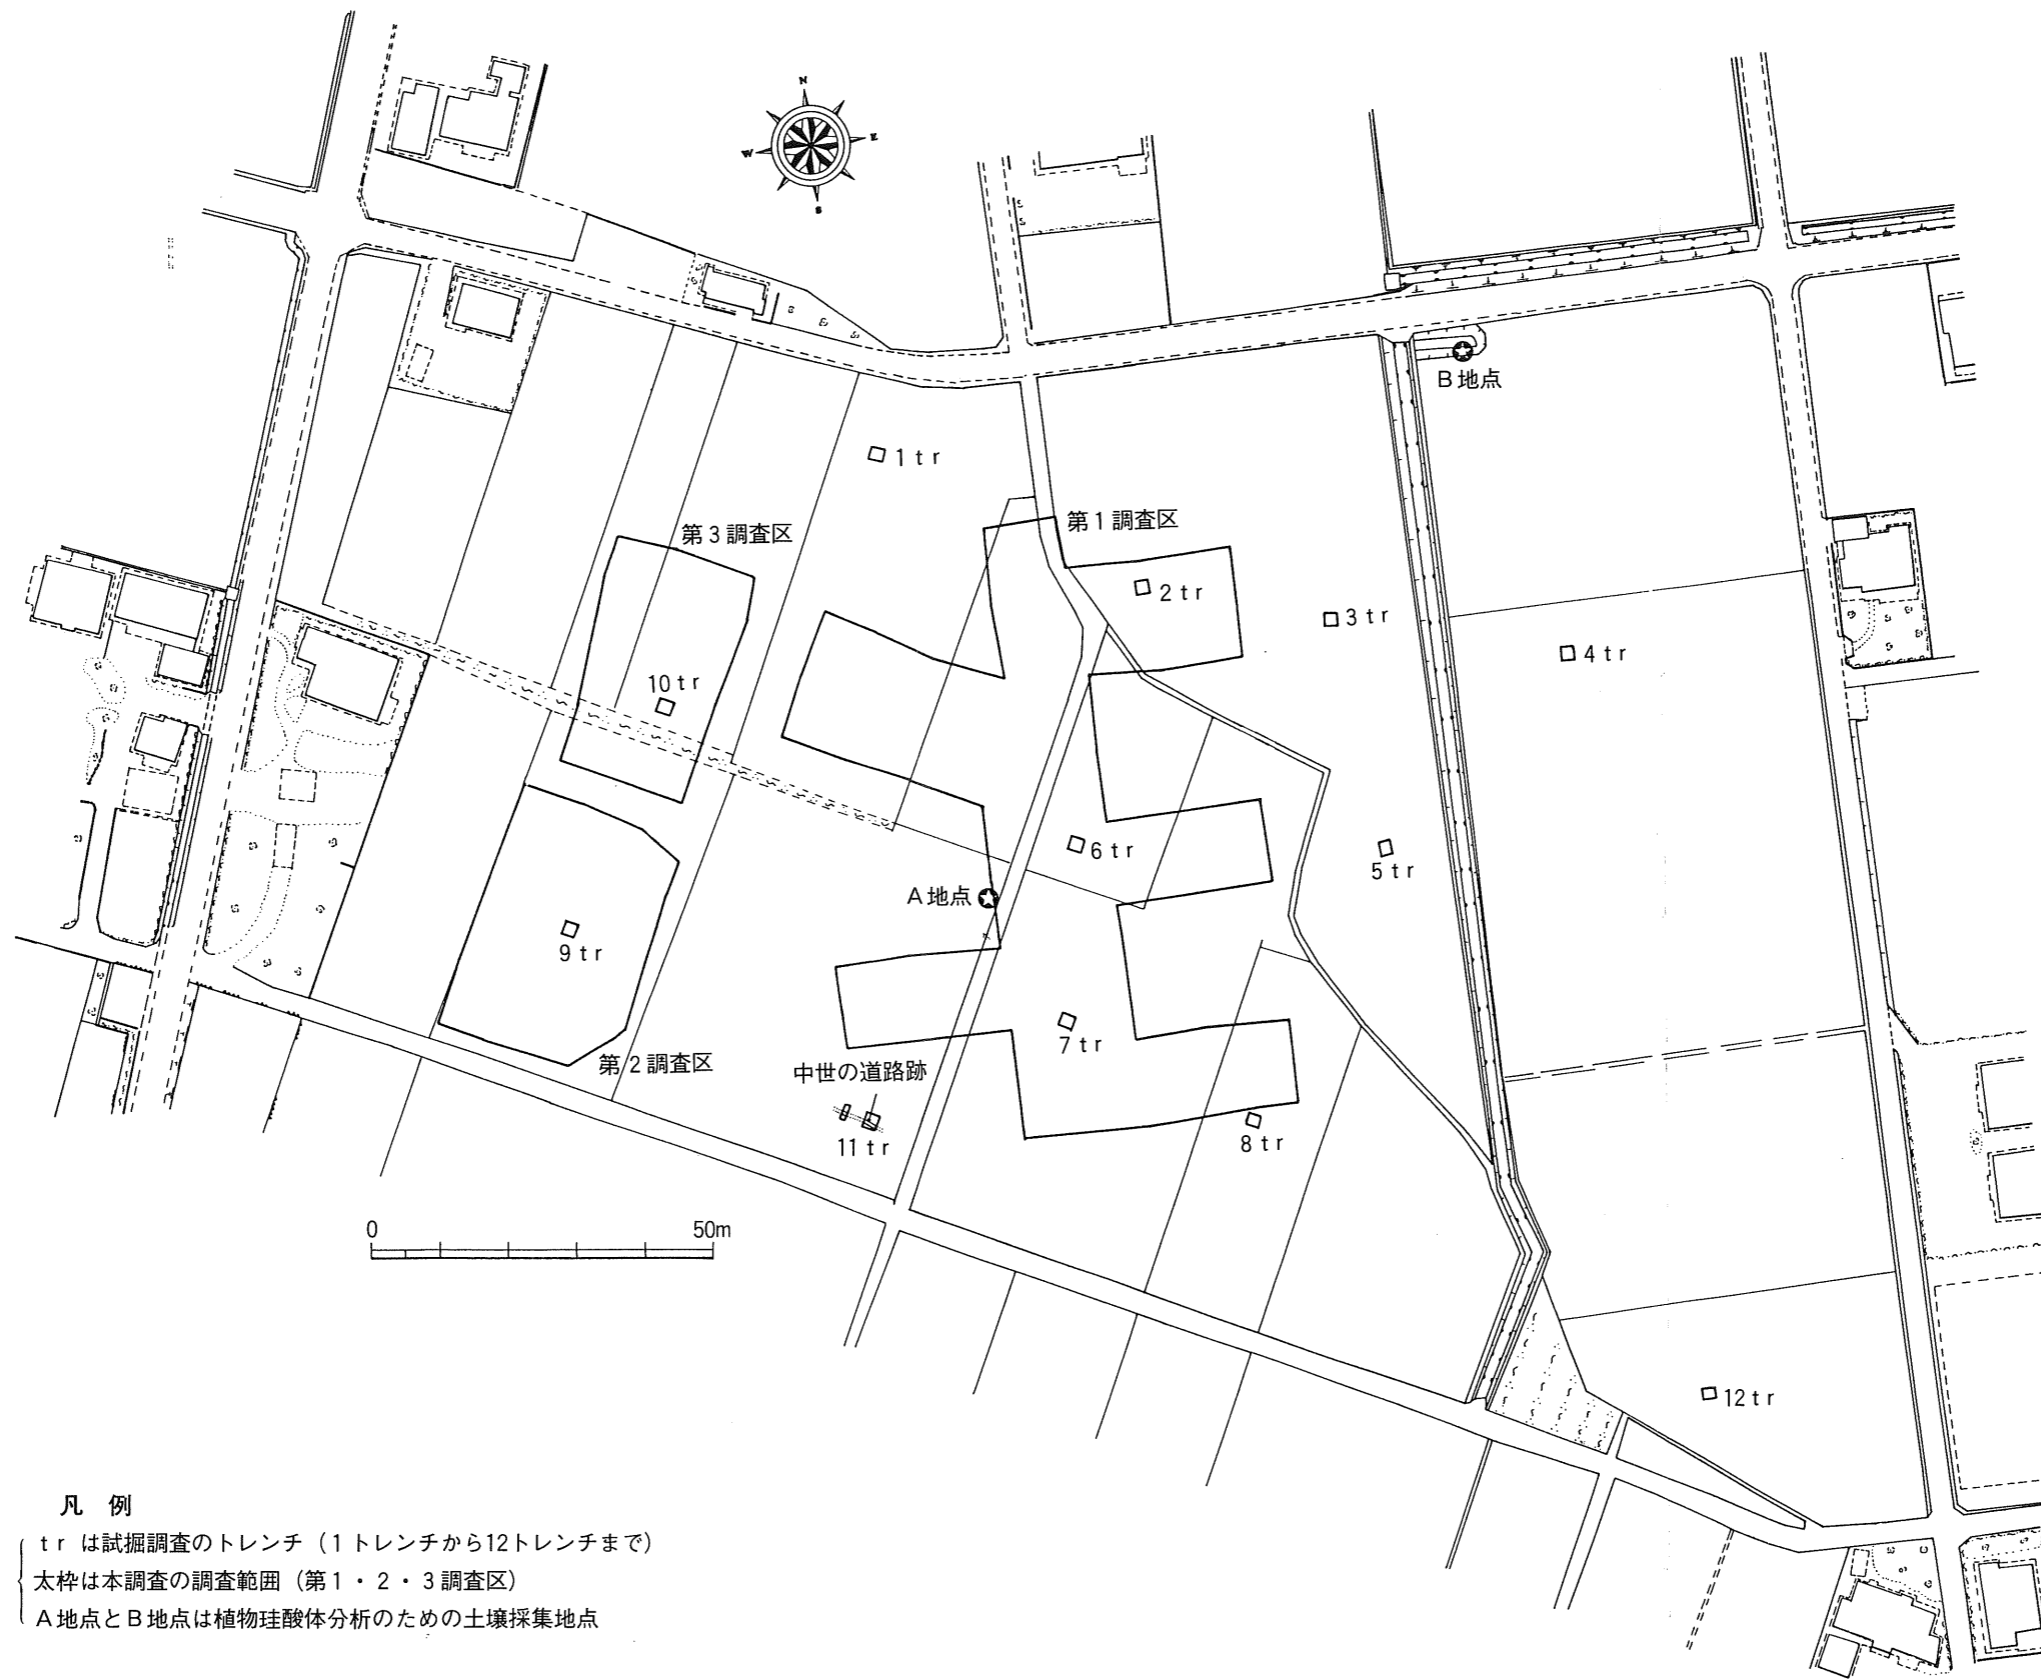 N
W
E
S
B地点
1tr
第3調査区
第1調査区
2tr
3tr
4tr
10tr
6tr
5tr
A地点
9tr
7tr
第2調査区
中世の道路跡
11tr
8tr
0 50m
12tr
凡 例
tr は試掘調査のトレンチ（1トレンチから12トレンチまで）
太枠は本調査の調査範囲（第1・2・3調査区）
A地点とB地点は植物珪酸体分析のための土壌採集地点